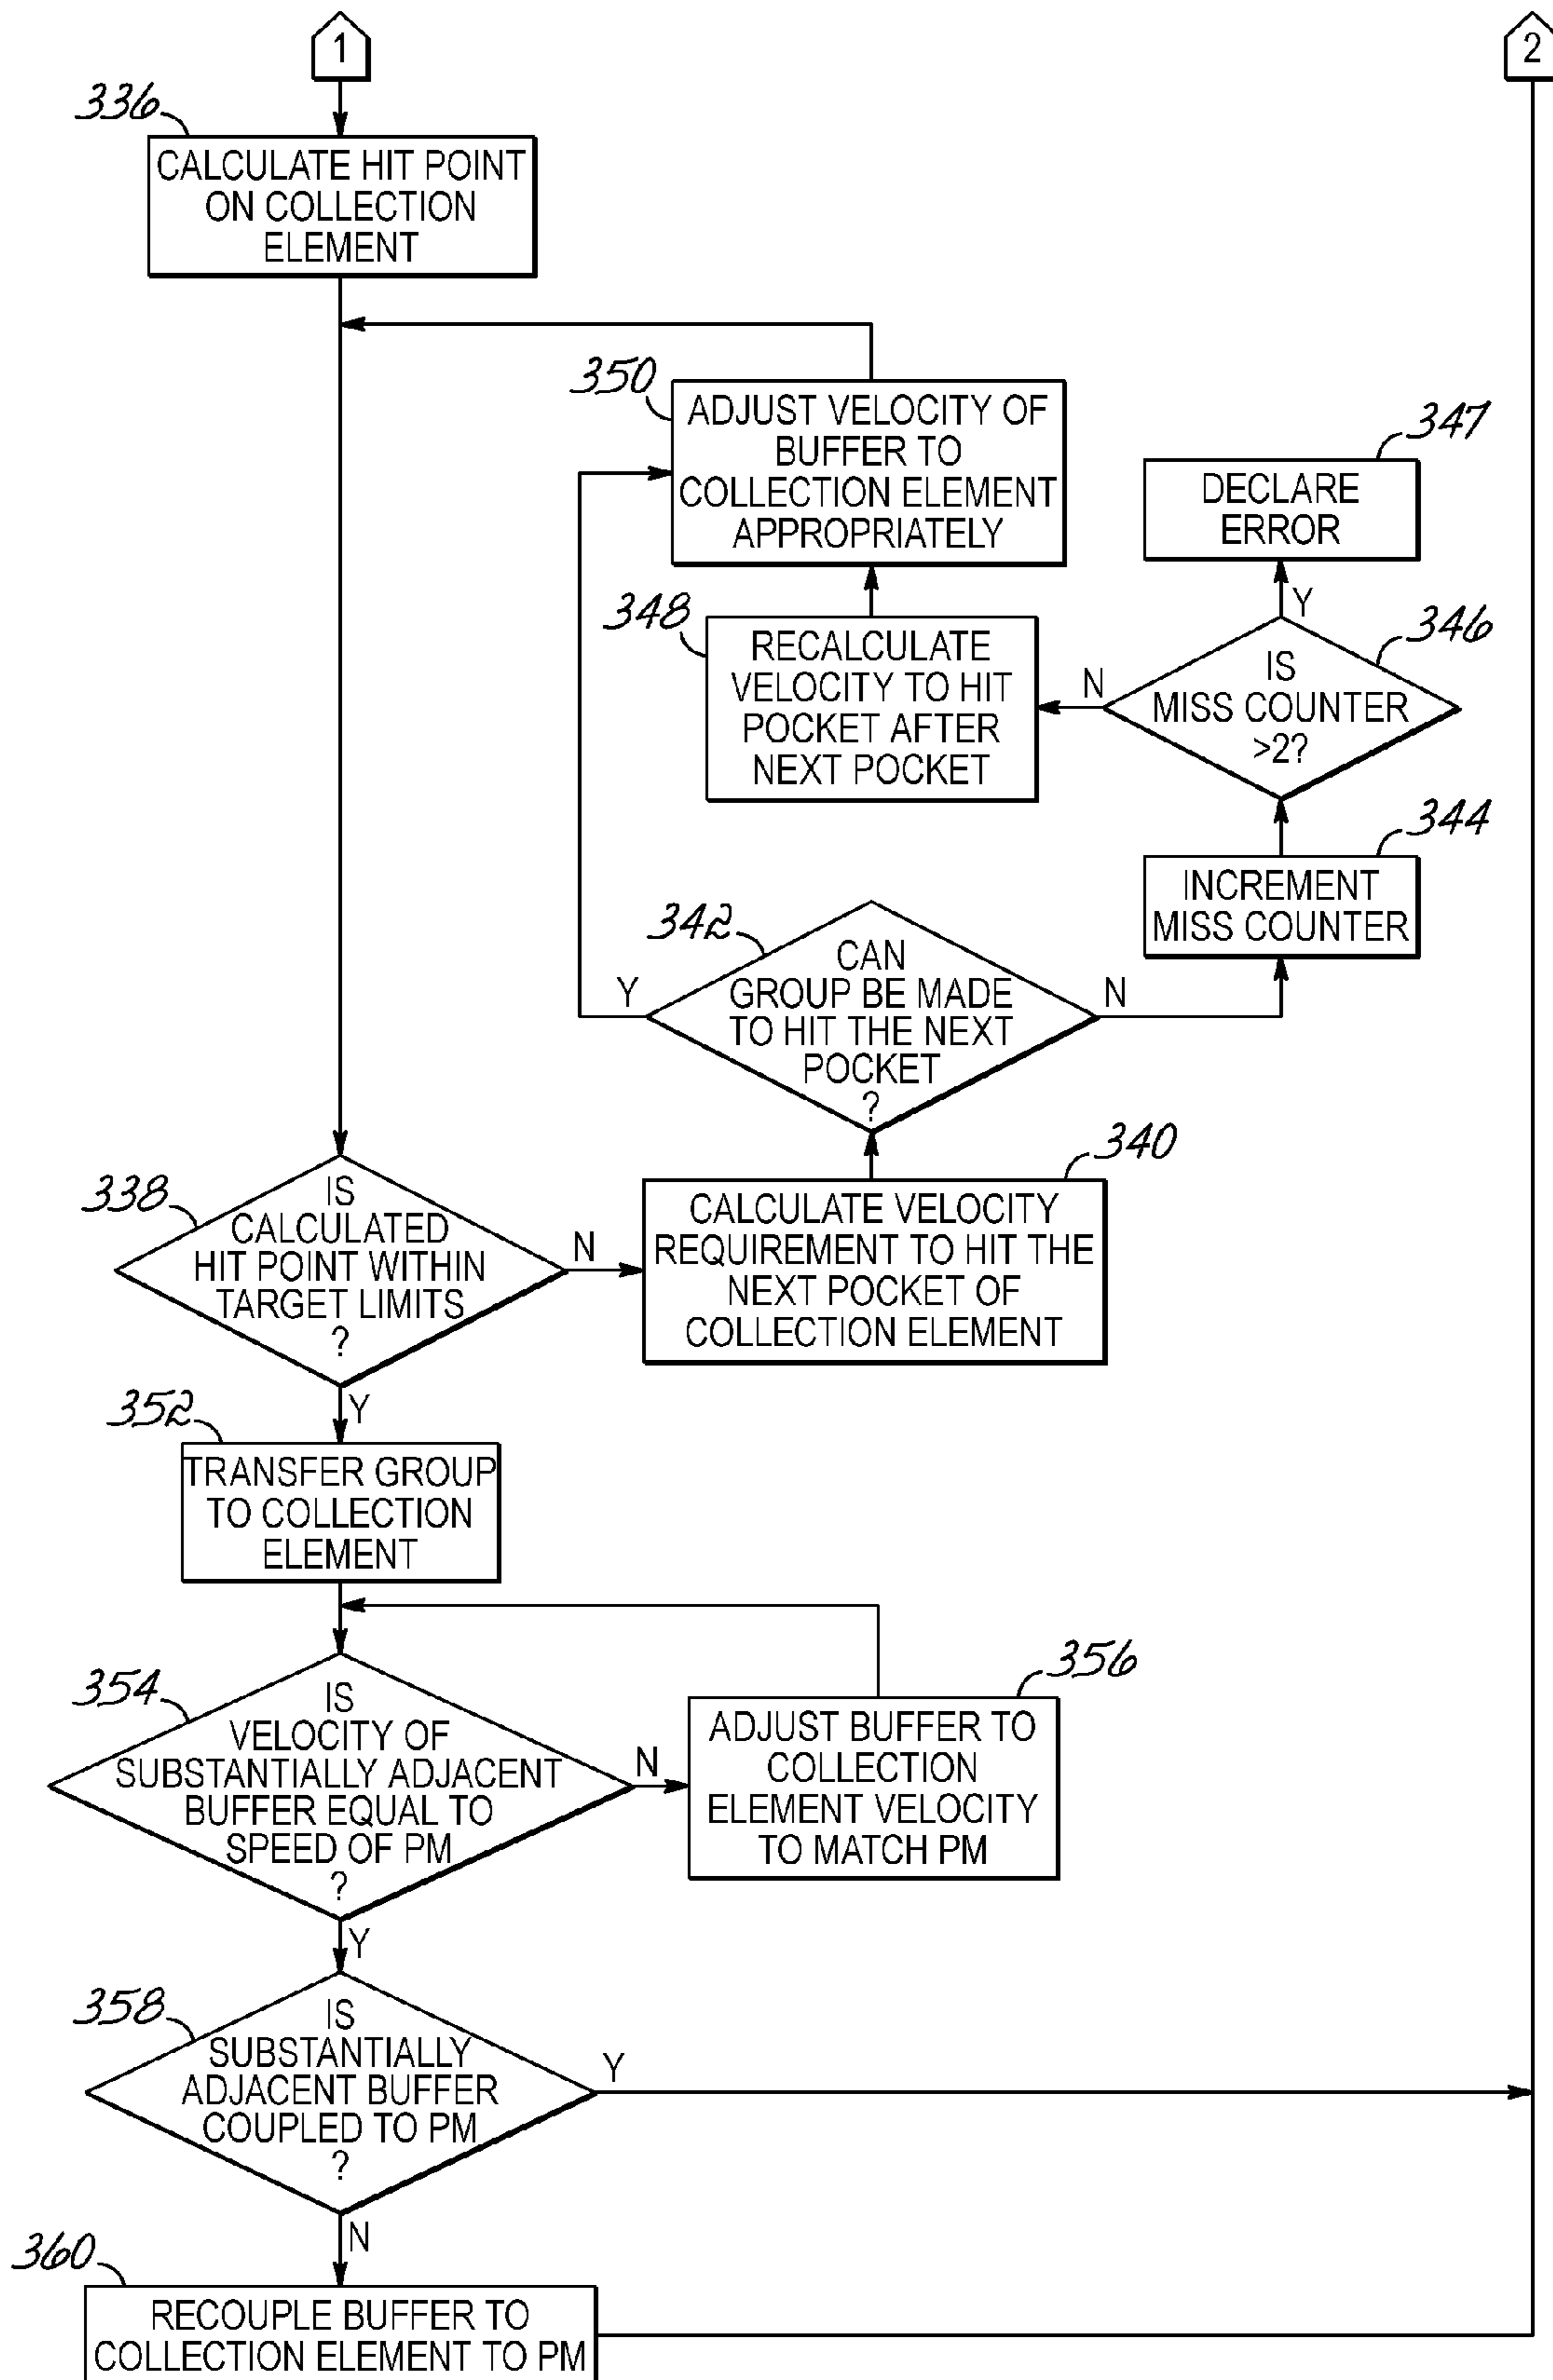 1
2
336
CALCULATE HIT POINT
ON COLLECTION
ELEMENT
350
ADJUST VELOCITY OF
BUFFER TO
COLLECTION ELEMENT
APPROPRIATELY
347
DECLARE
ERROR
Y
348
RECALCULATE
VELOCITY TO HIT
POCKET AFTER
NEXT POCKET
N
346
IS
MISS COUNTER
>2?
344
INCREMENT
MISS COUNTER
342
CAN
GROUP BE MADE
TO HIT THE NEXT
POCKET
?
Y
N
338
IS
CALCULATED
HIT POINT WITHIN
TARGET LIMITS
?
N
340
CALCULATE VELOCITY
REQUIREMENT TO HIT THE
NEXT POCKET OF
COLLECTION ELEMENT
Y
352
TRANSFER GROUP
TO COLLECTION
ELEMENT
354
IS
VELOCITY OF
SUBSTANTIALLY ADJACENT
BUFFER EQUAL TO
SPEED OF PM
?
N
356
ADJUST BUFFER TO
COLLECTION
ELEMENT VELOCITY
TO MATCH PM
Y
358
IS
SUBSTANTIALLY
ADJACENT BUFFER
COUPLED TO PM
?
Y
N
360
RECOUPLE BUFFER TO
COLLECTION ELEMENT TO PM